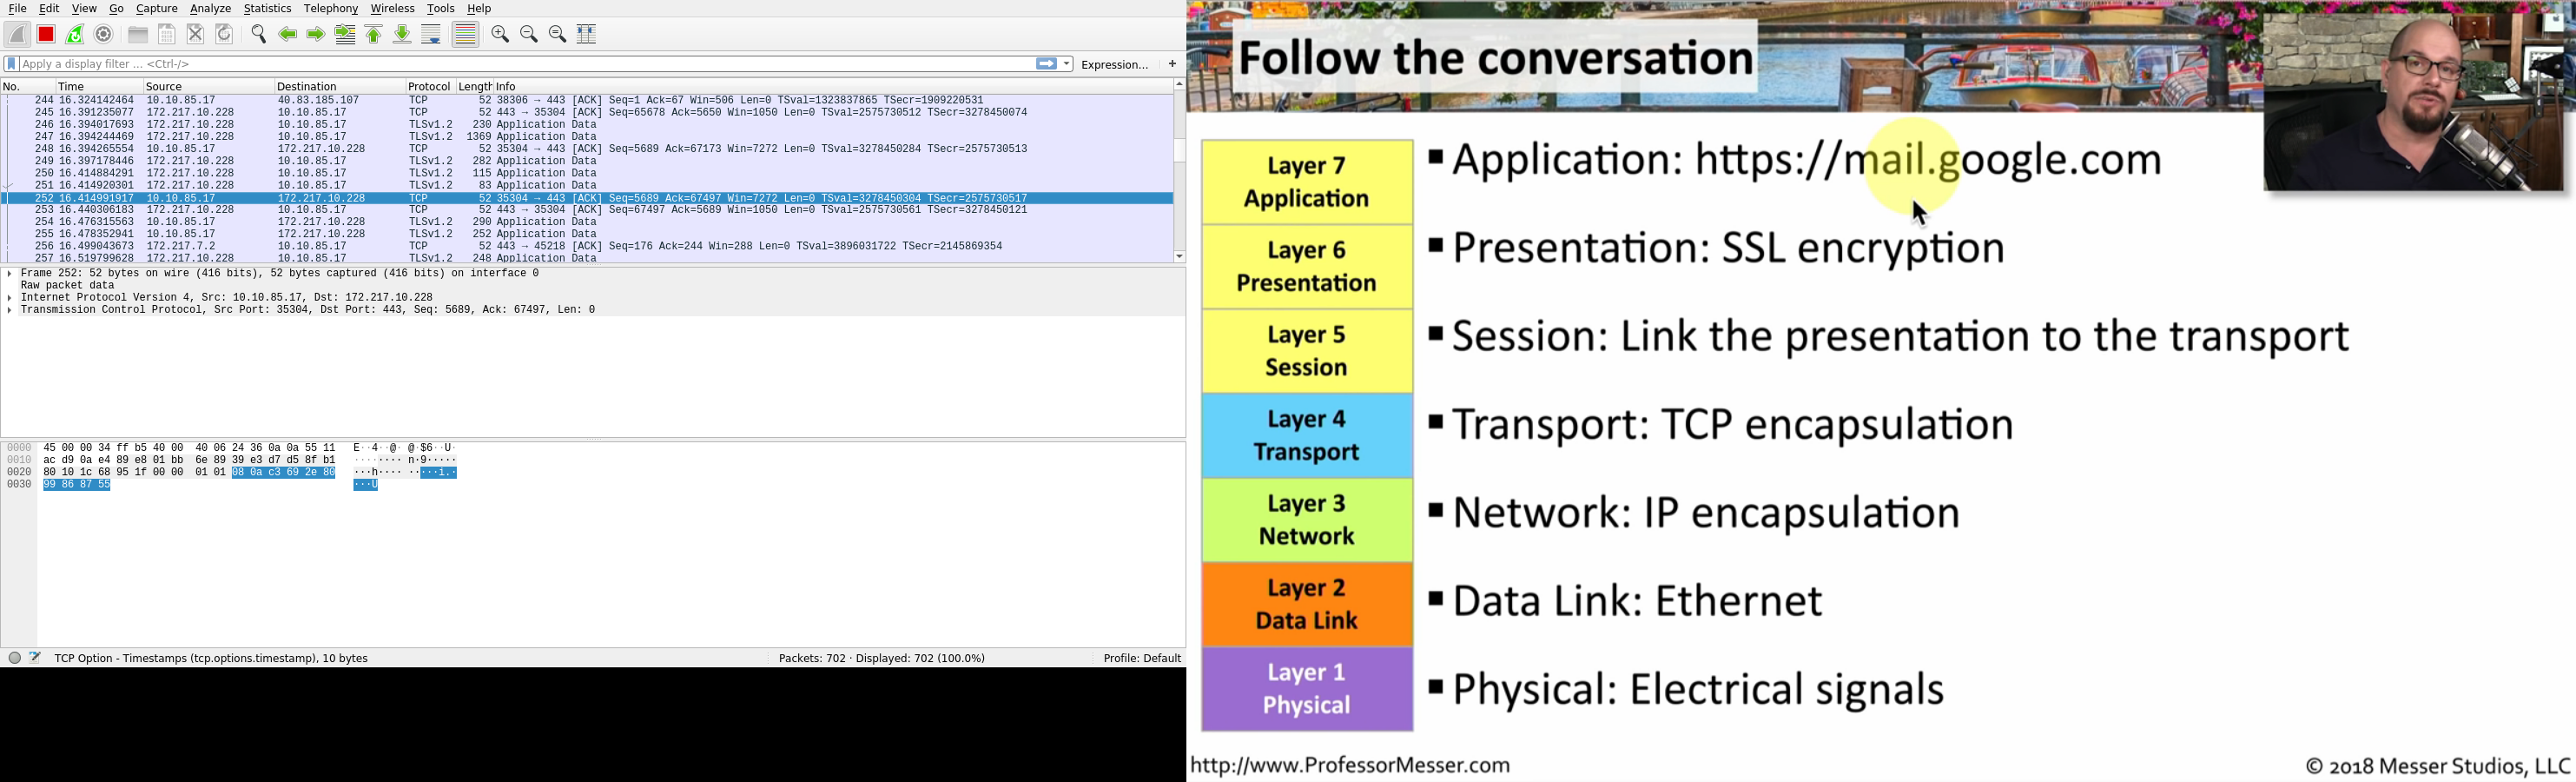 File Edit View Go Capture Analyze Statistics Telephony Wireless Tools Help
Apply a display filter ... <Ctrl-/> Expression... +
No. Time Source Destination Protocol Length Info
244 16.324142464 10.10.85.17 40.83.185.107 TCP 52 38306 → 443 [ACK] Seq=1 Ack=67 Win=506 Len=0 TSval=1323837865 TSecr=1909220531
245 16.391235077 172.217.10.228 10.10.85.17 TCP 52 443 → 35304 [ACK] Seq=65678 Ack=5650 Win=1050 Len=0 TSval=2575730512 TSecr=3278450074
246 16.394017693 172.217.10.228 10.10.85.17 TLSv1.2 230 Application Data
247 16.394244469 172.217.10.228 10.10.85.17 TLSv1.2 1369 Application Data
248 16.394265554 10.10.85.17 172.217.10.228 TCP 52 35304 → 443 [ACK] Seq=5689 Ack=67173 Win=7272 Len=0 TSval=3278450284 TSecr=2575730513
249 16.397178446 172.217.10.228 10.10.85.17 TLSv1.2 282 Application Data
250 16.414884291 172.217.10.228 10.10.85.17 TLSv1.2 115 Application Data
251 16.414920301 172.217.10.228 10.10.85.17 TLSv1.2 83 Application Data
252 16.414991917 10.10.85.17 172.217.10.228 TCP 52 35304 → 443 [ACK] Seq=5689 Ack=67497 Win=7272 Len=0 TSval=3278450304 TSecr=2575730517
253 16.440306183 172.217.10.228 10.10.85.17 TCP 52 443 → 35304 [ACK] Seq=67497 Ack=5689 Win=1050 Len=0 TSval=2575730561 TSecr=3278450121
254 16.476315563 172.217.10.228 10.10.85.17 TLSv1.2 290 Application Data
255 16.478352941 10.10.85.17 172.217.10.228 TLSv1.2 252 Application Data
256 16.499043673 172.217.7.2 10.10.85.17 TCP 52 443 → 45218 [ACK] Seq=176 Ack=244 Win=288 Len=0 TSval=3896031722 TSecr=2145869354
257 16.519799628 172.217.10.228 10.10.85.17 TLSv1.2 248 Application Data
Frame 252: 52 bytes on wire (416 bits), 52 bytes captured (416 bits) on interface 0
Raw packet data
Internet Protocol Version 4, Src: 10.10.85.17, Dst: 172.217.10.228
Transmission Control Protocol, Src Port: 35304, Dst Port: 443, Seq: 5689, Ack: 67497, Len: 0
0000 45 00 00 34 ff b5 40 00 40 06 24 36 0a 0a 55 11 E··4··@· @·$6··U·
0010 ac d9 0a e4 89 e8 01 bb 6e 89 39 e3 d7 d5 8f b1 ········ n·9·····
0020 80 10 1c 68 95 1f 00 00 01 01 08 0a c3 69 2e 80 ···h···· ·····i.·
0030 99 86 87 55 ···U
TCP Option - Timestamps (tcp.options.timestamp), 10 bytes Packets: 702 · Displayed: 702 (100.0%) Profile: Default
Follow the conversation
Layer 7
Application
▪ Application: https://mail.google.com
Layer 6
Presentation
▪ Presentation: SSL encryption
Layer 5
Session
▪ Session: Link the presentation to the transport
Layer 4
Transport
▪ Transport: TCP encapsulation
Layer 3
Network
▪ Network: IP encapsulation
Layer 2
Data Link
▪ Data Link: Ethernet
Layer 1
Physical
▪ Physical: Electrical signals
http://www.ProfessorMesser.com
© 2018 Messer Studios, LLC